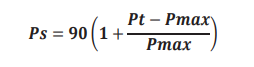 Ps = 90(1 + (Pt − Pmax)/Pmax)